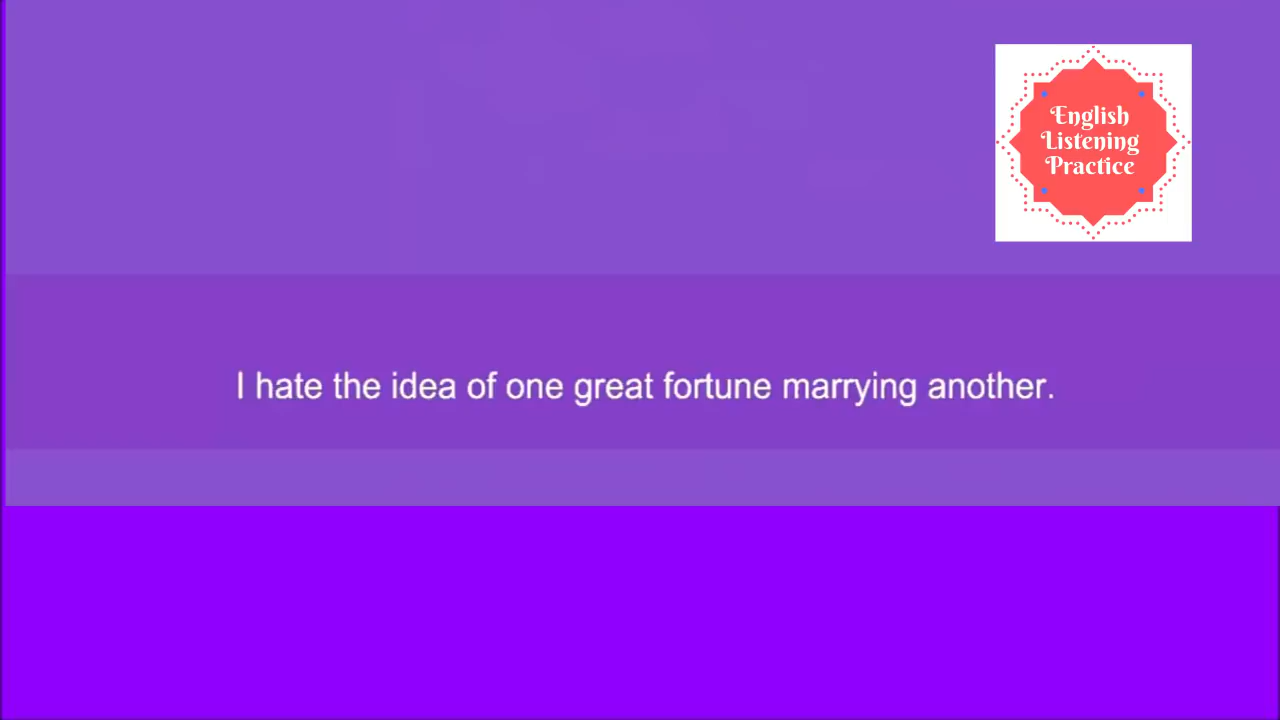 English
Listening
Practice
I hate the idea of one great fortune marrying another.